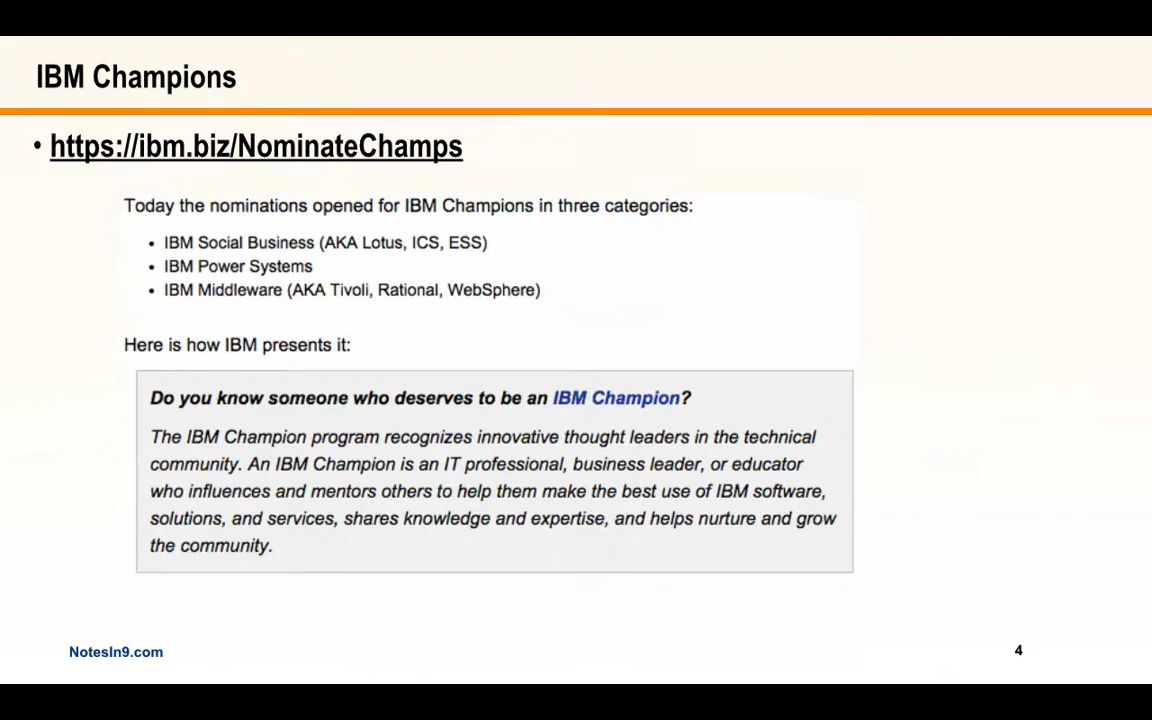 IBM Champions
• https://ibm.biz/NominateChamps
Today the nominations opened for IBM Champions in three categories:
• IBM Social Business (AKA Lotus, ICS, ESS)
• IBM Power Systems
• IBM Middleware (AKA Tivoli, Rational, WebSphere)
Here is how IBM presents it:
Do you know someone who deserves to be an IBM Champion?
The IBM Champion program recognizes innovative thought leaders in the technical
community. An IBM Champion is an IT professional, business leader, or educator
who influences and mentors others to help them make the best use of IBM software,
solutions, and services, shares knowledge and expertise, and helps nurture and grow
the community.
NotesIn9.com
4